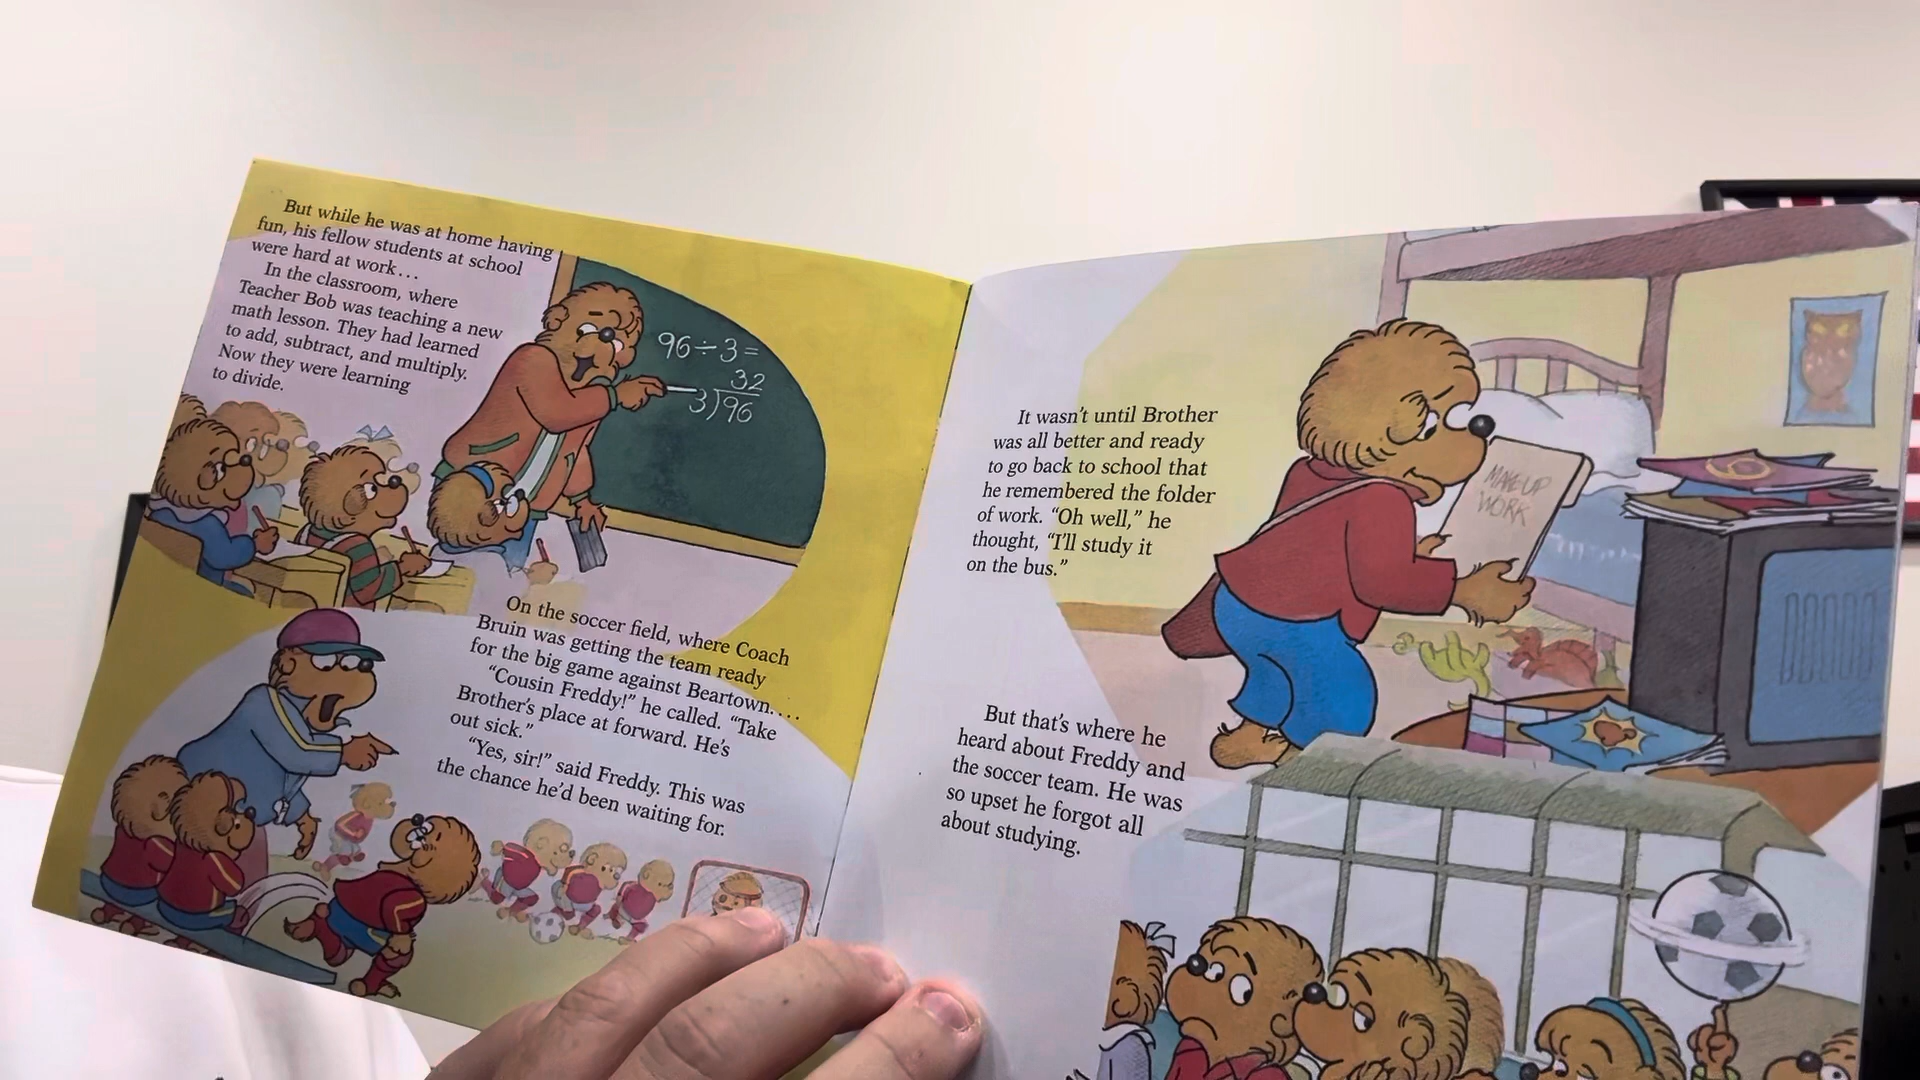 But while he was at home having
fun, his fellow students at school
were hard at work...
In the classroom, where
Teacher Bob was teaching a new
math lesson. They had learned
to add, subtract, and multiply.
Now they were learning
to divide.
96÷3=
32
3)96
On the soccer field, where Coach
Bruin was getting the team ready
for the big game against Beartown....
“Cousin Freddy!” he called. “Take
Brother’s place at forward. He’s
out sick.”
“Yes, sir!” said Freddy. This was
the chance he’d been waiting for.
It wasn’t until Brother
was all better and ready
to go back to school that
he remembered the folder
of work. “Oh well,” he
thought, “I’ll study it
on the bus.”
MAKE-UP
WORK
But that’s where he
heard about Freddy and
the soccer team. He was
so upset he forgot all
about studying.